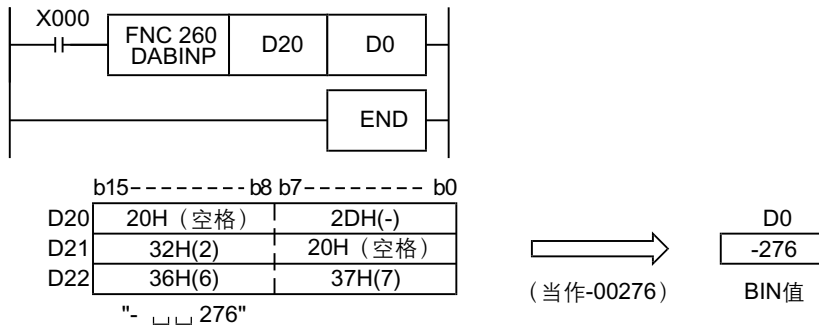 X000
FNC 260 DABINP D20 D0
END
b15 b8 b7 b0
D20 20H（空格） 2DH(-)
D21 32H(2) 20H（空格）
D22 36H(6) 37H(7)
"- ␣␣ 276"
（当作-00276）
D0
-276
BIN值